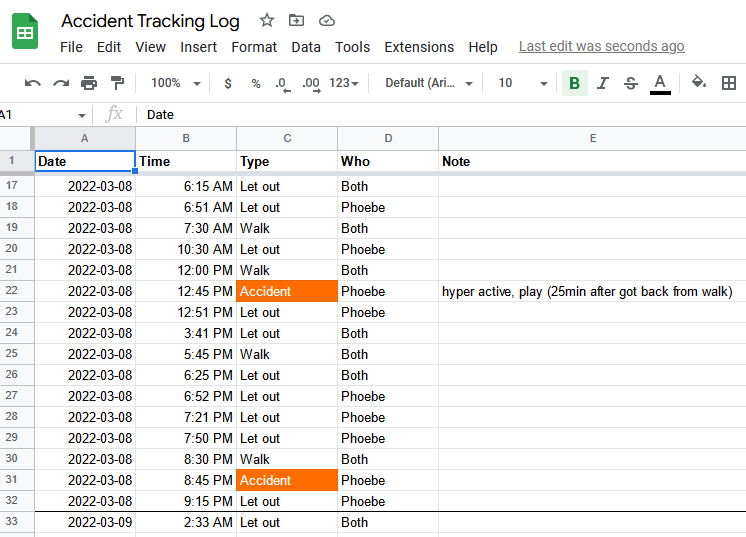 Accident Tracking Log
File Edit View Insert Format Data Tools Extensions Help Last edit was seconds ago
100% $ % .0 .00 123 Default (Ari... 10 B I S A
A1 fx Date
A B C D E
1 Date Time Type Who Note
17 2022-03-08 6:15 AM Let out Both
18 2022-03-08 6:51 AM Let out Phoebe
19 2022-03-08 7:30 AM Walk Both
20 2022-03-08 10:30 AM Let out Phoebe
21 2022-03-08 12:00 PM Walk Both
22 2022-03-08 12:45 PM Accident Phoebe hyper active, play (25min after got back from walk)
23 2022-03-08 12:51 PM Let out Phoebe
24 2022-03-08 3:41 PM Let out Both
25 2022-03-08 5:45 PM Walk Both
26 2022-03-08 6:25 PM Let out Both
27 2022-03-08 6:52 PM Let out Phoebe
28 2022-03-08 7:21 PM Let out Phoebe
29 2022-03-08 7:50 PM Let out Phoebe
30 2022-03-08 8:30 PM Walk Both
31 2022-03-08 8:45 PM Accident Phoebe
32 2022-03-08 9:15 PM Let out Phoebe
33 2022-03-09 2:33 AM Let out Both